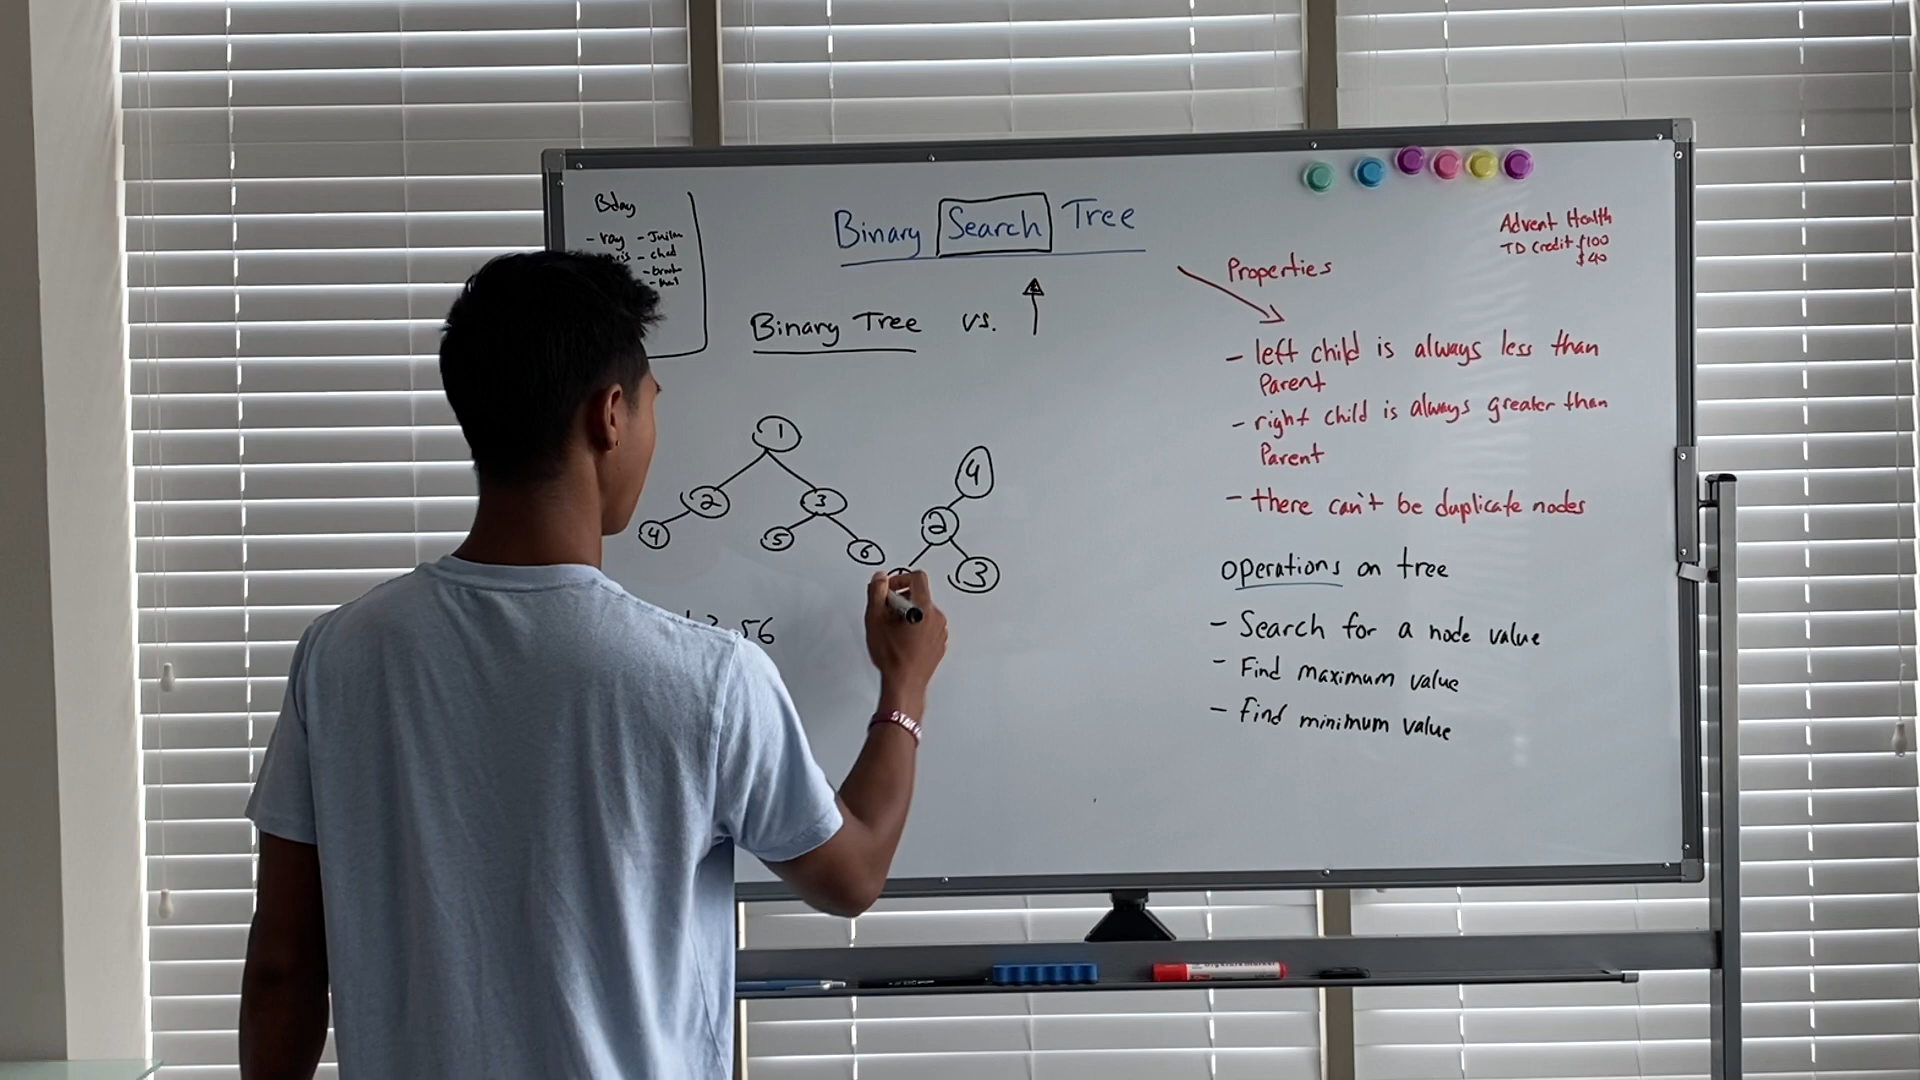 Bday
- ray
- chad
Binary Search Tree
Binary Tree vs.
1
2 3
4 5 6
4
2
3
56
Properties
- left child is always less than
Parent
- right child is always greater than
Parent
- there can't be duplicate nodes
Operations on tree
- Search for a node value
- Find maximum value
- Find minimum value
Advent Health
TD Credit $100
$40